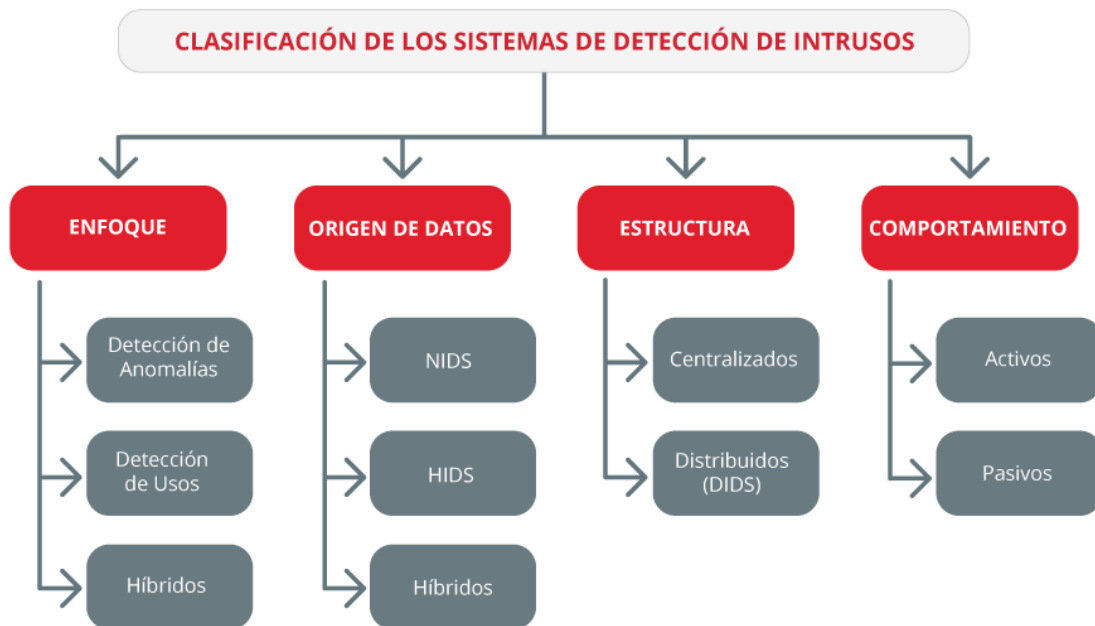 CLASIFICACIÓN DE LOS SISTEMAS DE DETECCIÓN DE INTRUSOS
ENFOQUE
Detección de
Anomalías
Detección
de Usos
Híbridos
ORIGEN DE DATOS
NIDS
HIDS
Híbridos
ESTRUCTURA
Centralizados
Distribuidos
(DIDS)
COMPORTAMIENTO
Activos
Pasivos